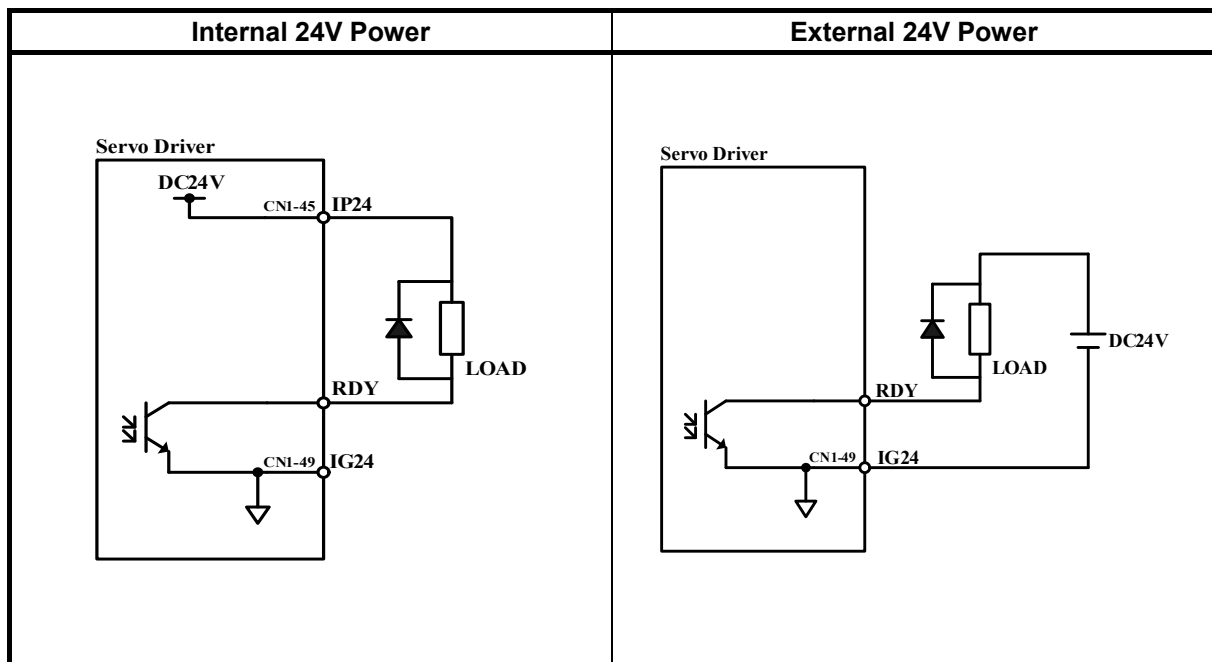 Internal 24V Power
External 24V Power
Servo Driver
DC24V
CN1-45 IP24
LOAD
RDY
CN1-49 IG24
Servo Driver
DC24V
LOAD
RDY
CN1-49 IG24